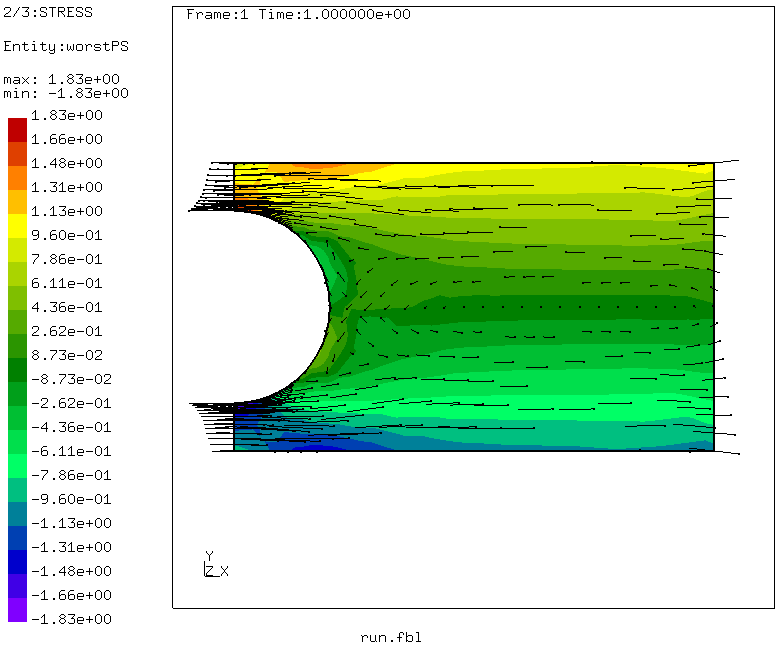 2/3:STRESS
Frame:1 Time:1.000000e+00
Entity:worstPS
max: 1.83e+00
min: -1.83e+00
1.83e+00
1.66e+00
1.48e+00
1.31e+00
1.13e+00
9.60e-01
7.86e-01
6.11e-01
4.36e-01
2.62e-01
8.73e-02
-8.73e-02
-2.62e-01
-4.36e-01
-6.11e-01
-7.86e-01
-9.60e-01
-1.13e+00
-1.31e+00
-1.48e+00
-1.66e+00
-1.83e+00
Y
Z X
run.fbl